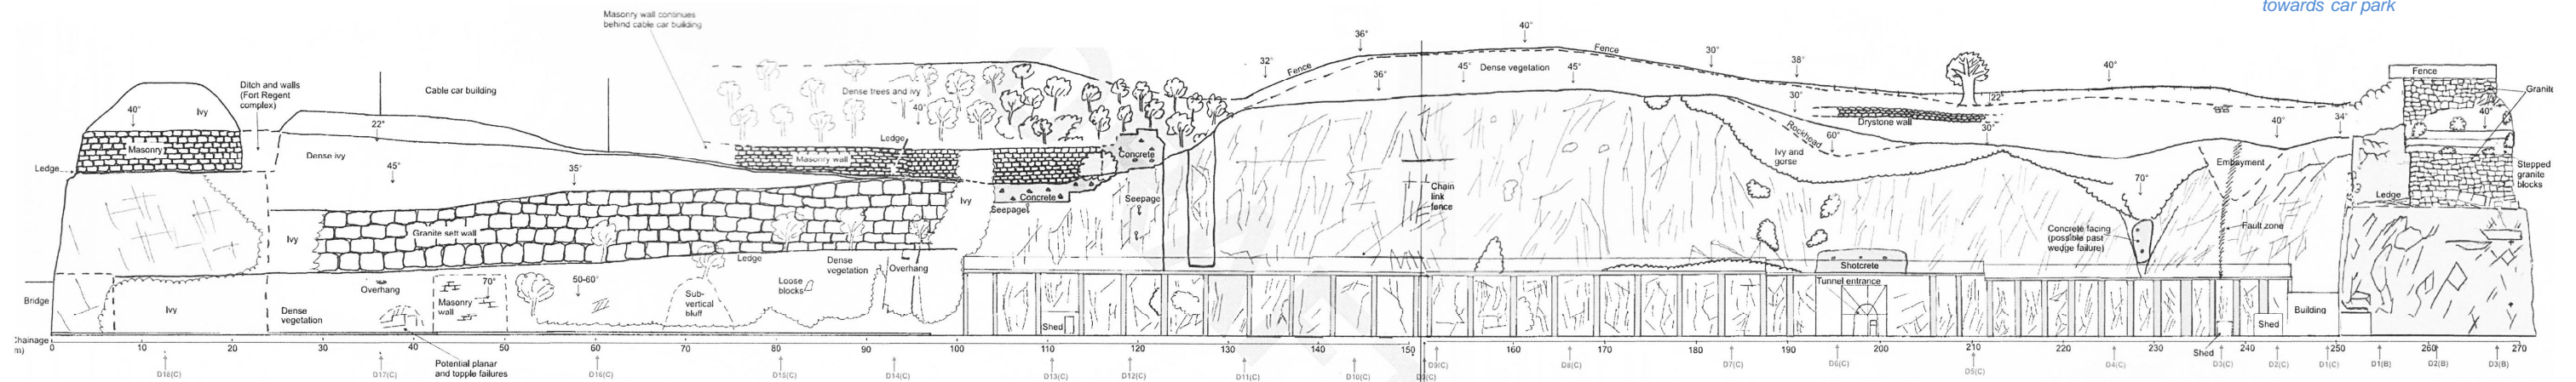 towards car park
Masonry wall continues
behind cable car building
40°
36°
Fence
30°
32°
Fence
38°
40°
Fence
Granite
Ditch and walls
(Fort Regent
complex)
Cable car building
Dense trees and ivy
40°
45°
Dense vegetation
45°
36°
40°
Ivy
22°
22°
30°
40°
34°
40°
Drystone wall
30°
Rockhead
60°
Masonry
Ledge
Masonry wall
Concrete
Ledge
Dense ivy
45°
35°
Ivy and
gorse
Embayment
70°
Stepped
granite
blocks
Chain
link
fence
Ledge
Ivy
Concrete
Seepage
Seepage
Granite sett wall
Ivy
Concrete facing
(possible past
wedge failure)
Fault zone
Ledge
Dense
vegetation
Overhang
Shotcrete
Tunnel entrance
Overhang
70°
50-60°
Loose
blocks
Sub-
vertical
bluff
Bridge
Masonry
wall
Ivy
Dense
vegetation
Shed
Shed
Building
Chainage
m)
0 10 20 30 40 50 60 70 80 90 100 110 120 130 140 150 160 170 180 190 200 210 220 230 240 250 260 270
Shed
Potential planar
and topple failures
D18(C) D17(C) D16(C) D15(C) D14(C) D13(C) D12(C) D11(C) D10(C) D9(C) D8(C) D7(C) D6(C) D5(C) D4(C) D3(C) D2(C) D1(C) D1(B) D2(B) D3(B)